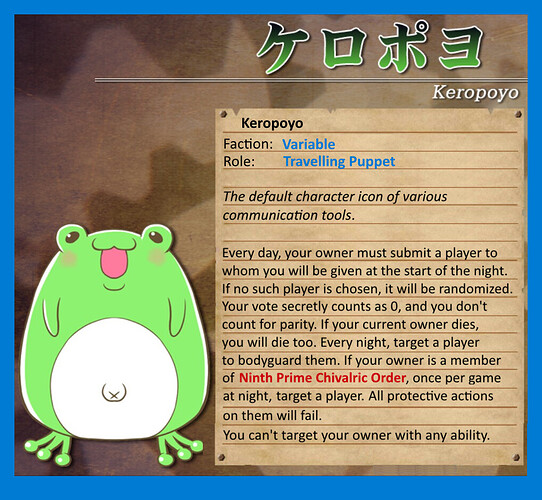 ケロポヨ
Keropoyo
Keropoyo
Faction: Variable
Role: Travelling Puppet
The default character icon of various
communication tools.
Every day, your owner must submit a player to
whom you will be given at the start of the night.
If no such player is chosen, it will be randomized.
Your vote secretly counts as 0, and you don't
count for parity. If your current owner dies,
you will die too. Every night, target a player
to bodyguard them. If your owner is a member
of Ninth Prime Chivalric Order, once per game
at night, target a player. All protective actions
on them will fail.
You can't target your owner with any ability.